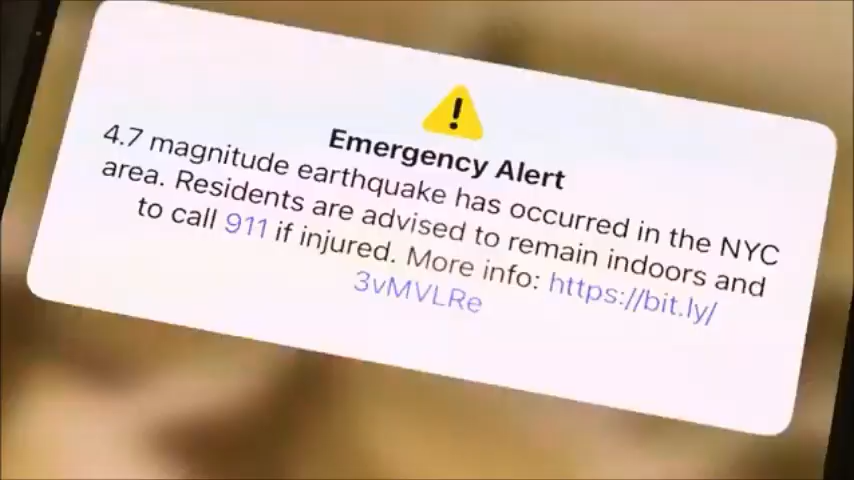 Emergency Alert
4.7 magnitude earthquake has occurred in the NYC
area. Residents are advised to remain indoors and
to call 911 if injured. More info: https://bit.ly/
3vMVLRe